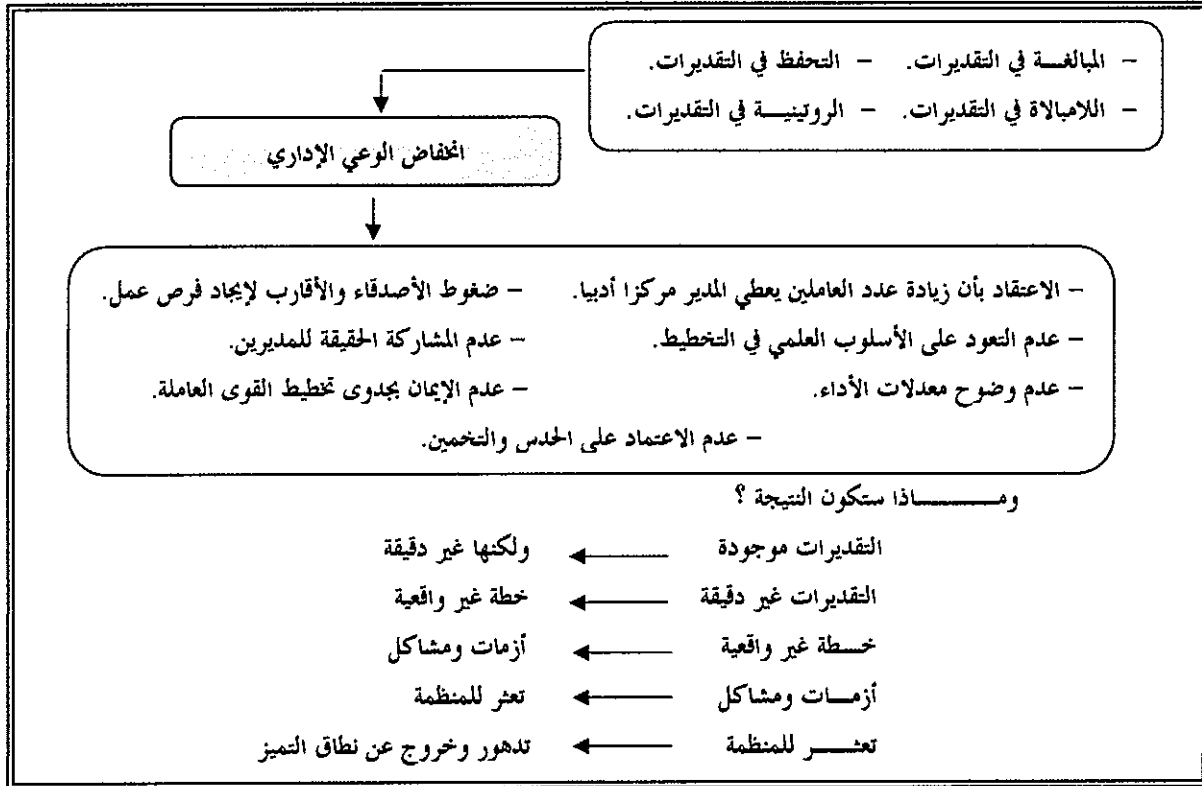 - المبالغة في التقديرات. - التحفظ في التقديرات.
- اللامبالاة في التقديرات. - الروتينية في التقديرات.
انخفاض الوعي الإداري
- الاعتقاد بأن زيادة عدد العاملين يعطي المدير مركزا أدبيا. - ضغوط الأصدقاء والأقارب لإيجاد فرص عمل.
- عدم التعود على الأسلوب العلمي في التخطيط. - عدم المشاركة الحقيقة للمديرين.
- عدم وضوح معدلات الأداء. - عدم الإيمان بجدوى تخطيط القوى العاملة.
- عدم الاعتماد على الحدس والتخمين.
ومـــــاذا ستكون النتيجة ؟
التقديرات موجودة ← ولكنها غير دقيقة
التقديرات غير دقيقة ← خطة غير واقعية
خـطة غير واقعية ← أزمات ومشاكل
أزمـات ومشاكل ← تعثر للمنظمة
تعثـــر للمنظمة ← تدهور وخروج عن نطاق التميز